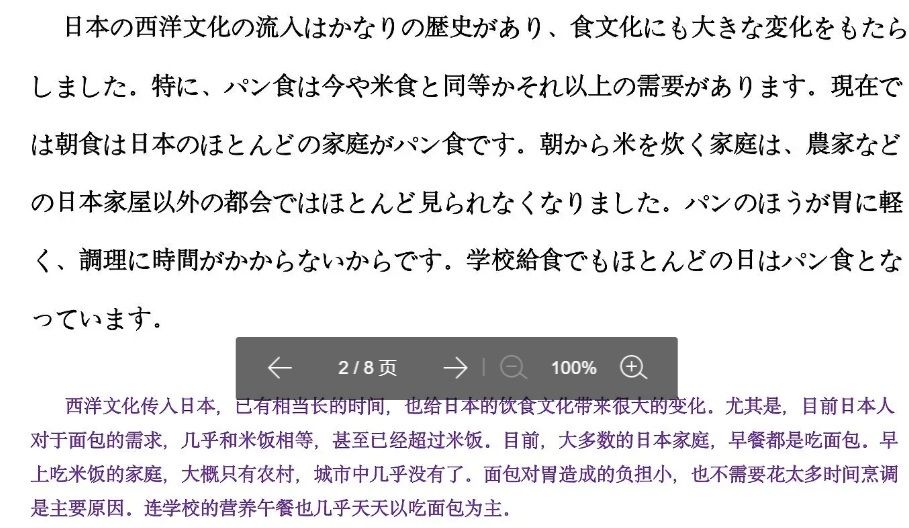 日本の西洋文化の流入はかなりの歴史があり、食文化にも大きな変化をもたら
しました。特に、パン食は今や米食と同等かそれ以上の需要があります。現在で
は朝食は日本のほとんどの家庭がパン食です。朝から米を炊く家庭は、農家など
の日本家屋以外の都会ではほとんど見られなくなりました。パンのほうが胃に軽
く、調理に時間がかからないからです。学校給食でもほとんどの日はパン食とな
っています。
2 / 8 页
100%
西洋文化传入日本，已有相当长的时间，也给日本的饮食文化带来很大的变化。尤其是，目前日本人
对于面包的需求，几乎和米饭相等，甚至已经超过米饭。目前，大多数的日本家庭，早餐都是吃面包。早
上吃米饭的家庭，大概只有农村，城市中几乎没有了。面包对胃造成的负担小，也不需要花太多时间烹调
是主要原因。连学校的营养午餐也几乎天天以吃面包为主。